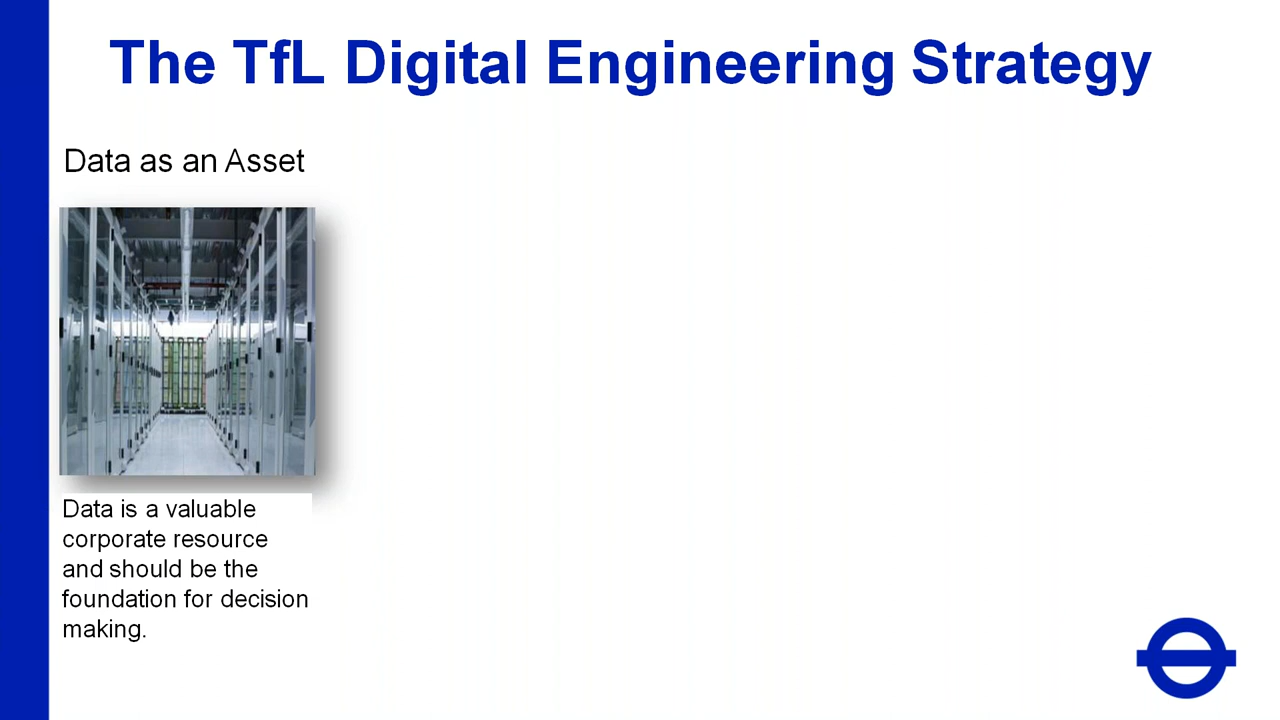 The TfL Digital Engineering Strategy
Data as an Asset
Data is a valuable
corporate resource
and should be the
foundation for decision
making.